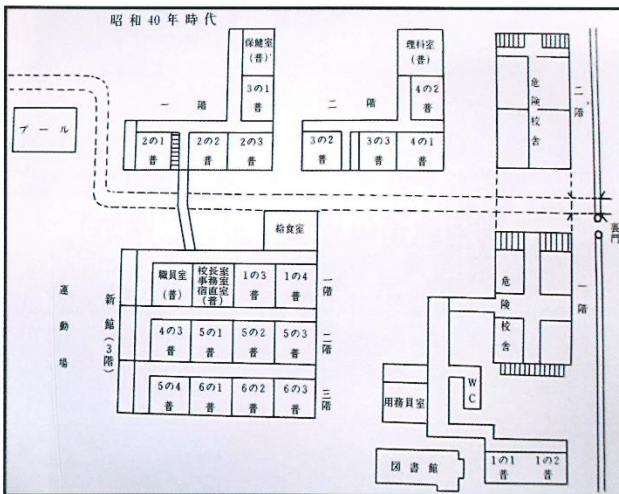 昭和40年時代
保健室
(普)
3の1
普
一階
2の1
普
2の2
普
2の3
普
理科室
(普)
4の2
普
二階
3の2
普
3の3
普
4の1
普
危険校舎
二階
プール
裏門
給食室
職員室
(普)
校長室
事務室
宿直室
(普)
1の3
普
1の4
普
一階
4の3
普
5の1
普
5の2
普
5の3
普
二階
5の4
普
6の1
普
6の2
普
6の3
普
三階
新館(3階)
運動場
危険校舎
一階
WC
用務員室
図書館
1の1
普
1の2
普